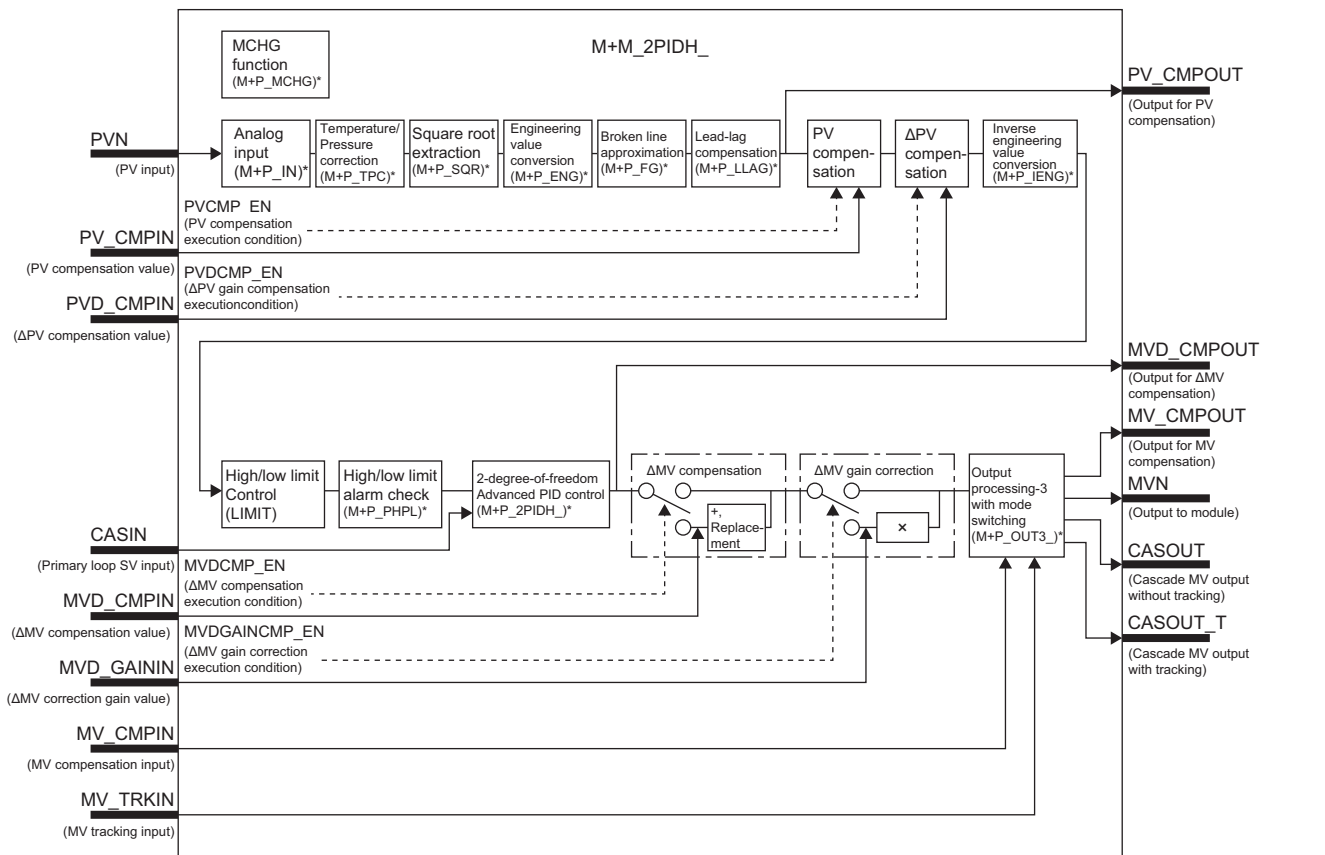 M+M_2PIDH_
MCHG
function
(M+P_MCHG)*
PVN
(PV input)
Analog
input
(M+P_IN)*
Temperature/
Pressure
correction
(M+P_TPC)*
Square root
extraction
(M+P_SQR)*
Engineering
value
conversion
(M+P_ENG)*
Broken line
approximation
(M+P_FG)*
Lead-lag
compensation
(M+P_LLAG)*
PV
compen-
sation
ΔPV
compen-
sation
Inverse
engineering
value
conversion
(M+P_IENG)*
PV_CMPOUT
(Output for PV
compensation)
PVCMP_EN
(PV compensation
execution condition)
PV_CMPIN
(PV compensation value)
PVDCMP_EN
(ΔPV gain compensation
executioncondition)
PVD_CMPIN
(ΔPV compensation value)
MVD_CMPOUT
(Output for ΔMV
compensation)
MV_CMPOUT
(Output for MV
compensation)
MVN
(Output to module)
CASOUT
(Cascade MV output
without tracking)
CASOUT_T
(Cascade MV output
with tracking)
High/low limit
Control
(LIMIT)
High/low limit
alarm check
(M+P_PHPL)*
2-degree-of-freedom
Advanced PID control
(M+P_2PIDH_)*
ΔMV compensation
+,
Replace-
ment
ΔMV gain correction
×
Output
processing-3
with mode
switching
(M+P_OUT3_)*
CASIN
(Primary loop SV input)
MVDCMP_EN
(ΔMV compensation
execution condition)
MVD_CMPIN
(ΔMV compensation value)
MVDGAINCMP_EN
(ΔMV gain correction
execution condition)
MVD_GAININ
(ΔMV correction gain value)
MV_CMPIN
(MV compensation input)
MV_TRKIN
(MV tracking input)